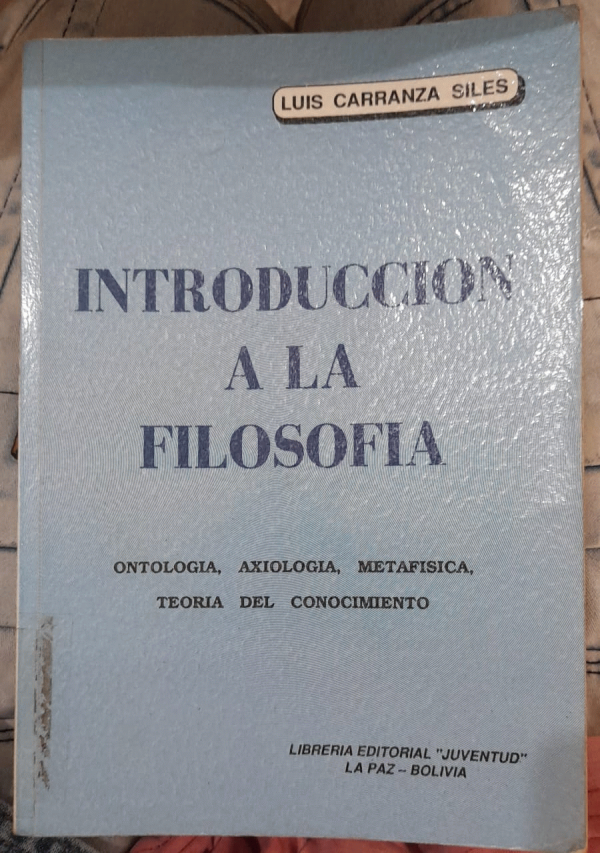 LUIS CARRANZA SILES
INTRODUCCION
A LA
FILOSOFIA
ONTOLOGIA, AXIOLOGIA, METAFISICA,
TEORIA DEL CONOCIMIENTO
LIBRERIA EDITORIAL "JUVENTUD"
LA PAZ - BOLIVIA